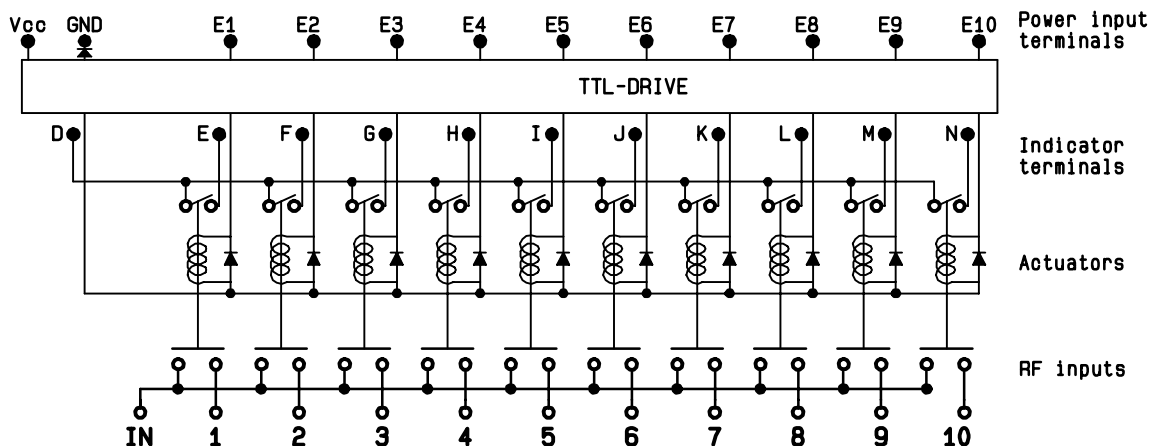 Vcc GND E1 E2 E3 E4 E5 E6 E7 E8 E9 E10 Power input
terminals
TTL-DRIVE
D E F G H I J K L M N Indicator
terminals
Actuators
RF inputs
IN 1 2 3 4 5 6 7 8 9 10